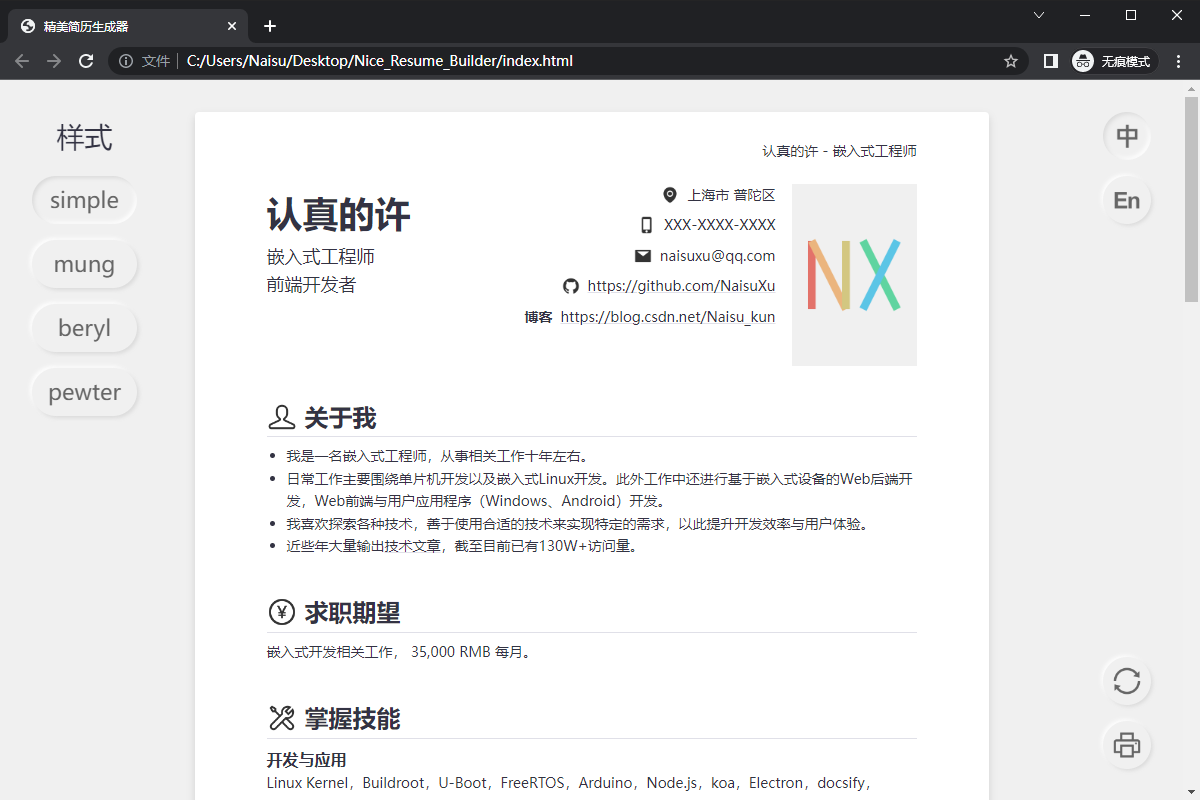 精美简历生成器
文件 C:/Users/Naisu/Desktop/Nice_Resume_Builder/index.html 无痕模式
样式
simple
mung
beryl
pewter
中
En
认真的许 - 嵌入式工程师
认真的许
嵌入式工程师
前端开发者
上海市 普陀区
XXX-XXXX-XXXX
naisuxu@qq.com
https://github.com/NaisuXu
博客 https://blog.csdn.net/Naisu_kun
NX
关于我
• 我是一名嵌入式工程师，从事相关工作十年左右。
• 日常工作主要围绕单片机开发以及嵌入式Linux开发。此外工作中还进行基于嵌入式设备的Web后端开
发，Web前端与用户应用程序（Windows、Android）开发。
• 我喜欢探索各种技术，善于使用合适的技术来实现特定的需求，以此提升开发效率与用户体验。
• 近些年大量输出技术文章，截至目前已有130W+访问量。
求职期望
嵌入式开发相关工作， 35,000 RMB 每月。
掌握技能
开发与应用
Linux Kernel，Buildroot，U-Boot，FreeRTOS，Arduino，Node.js，koa，Electron，docsify，